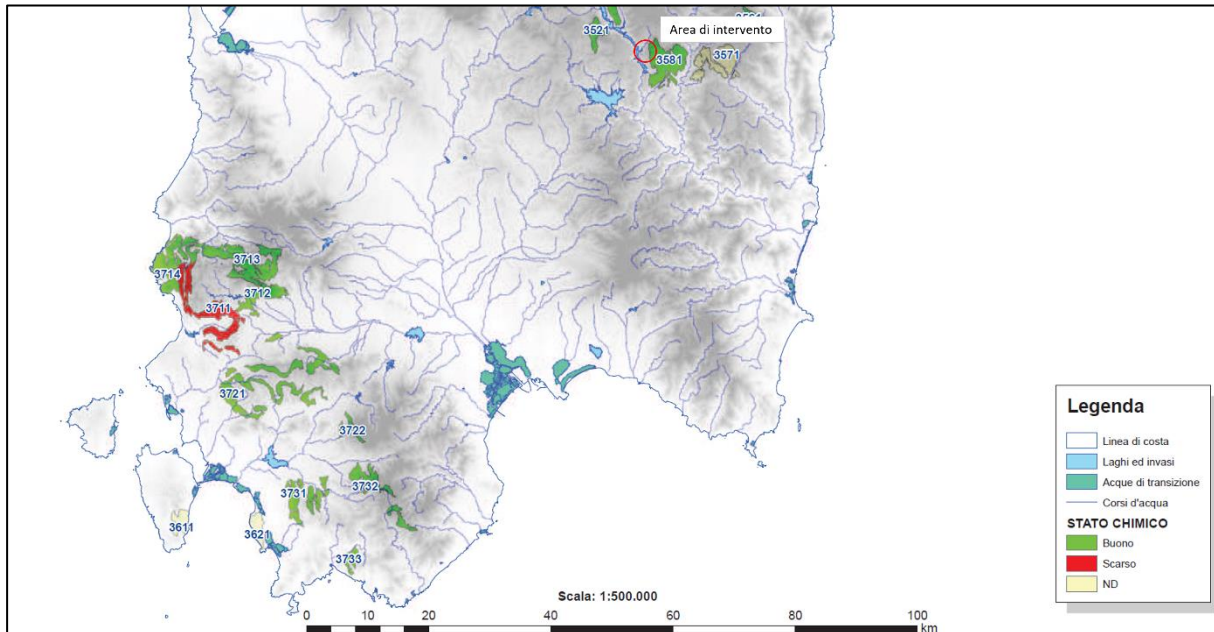 Area di intervento
3521
3581
3571
3714
3713
3712
3711
3721
3722
3731
3732
3611
3621
3733
Scala: 1:500.000
0 10 20 40 60 80 100
km
Legenda
Linea di costa
Laghi ed invasi
Acque di transizione
Corsi d'acqua
STATO CHIMICO
Buono
Scarso
ND